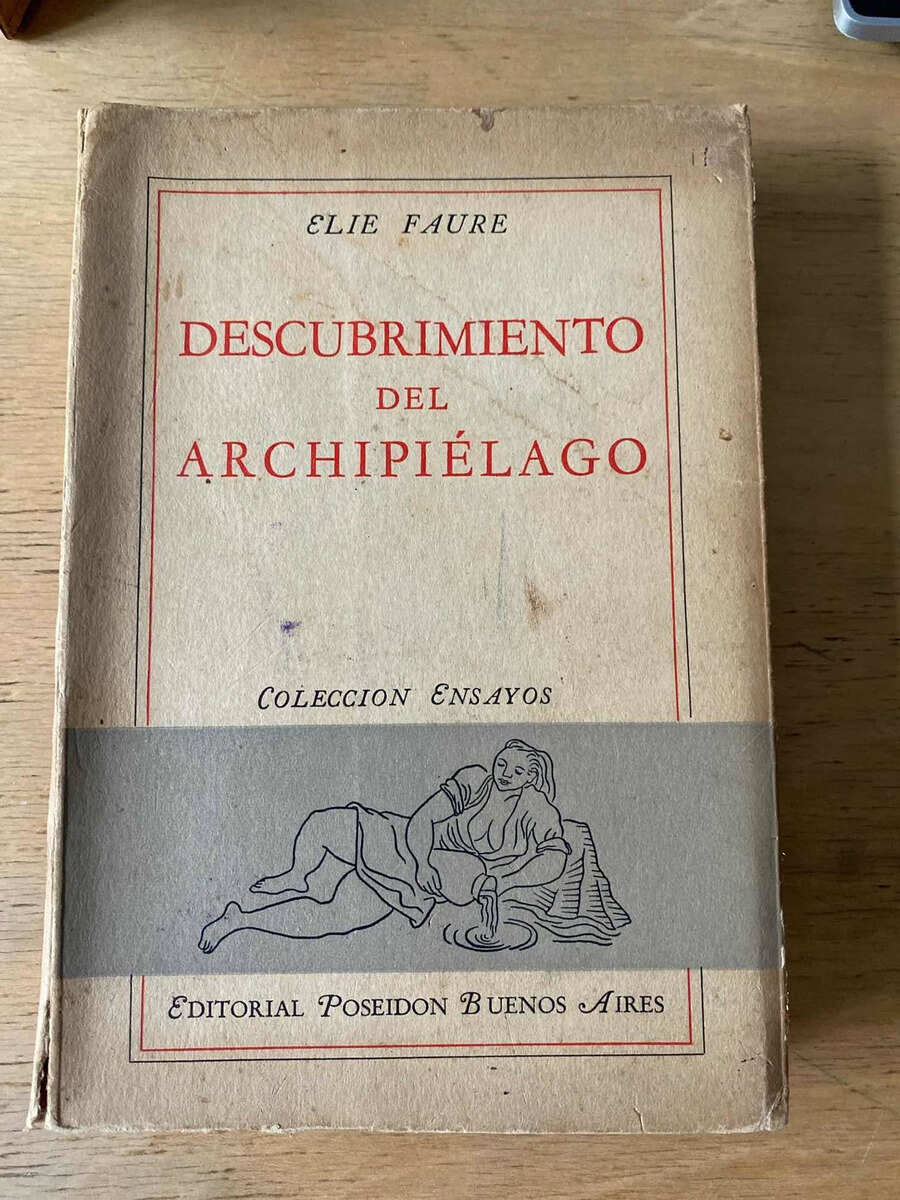 ELIE FAURE
DESCUBRIMIENTO
DEL
ARCHIPIÉLAGO
COLECCION ENSAYOS
EDITORIAL POSEIDON BUENOS AIRES